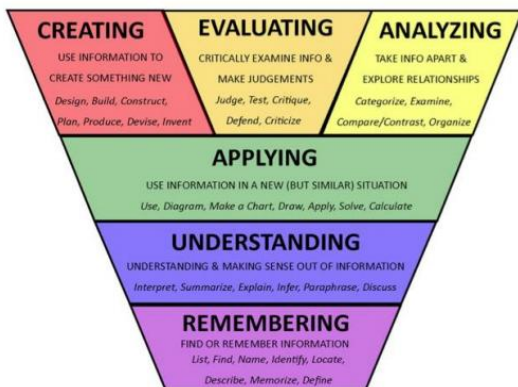 CREATING
USE INFORMATION TO
CREATE SOMETHING NEW
Design, Build, Construct,
Plan, Produce, Devise, Invent
EVALUATING
CRITICALLY EXAMINE INFO &
MAKE JUDGEMENTS
Judge, Test, Critique,
Defend, Criticize
ANALYZING
TAKE INFO APART &
EXPLORE RELATIONSHIPS
Categorize, Examine,
Compare/Contrast, Organize
APPLYING
USE INFORMATION IN A NEW (BUT SIMILAR) SITUATION
Use, Diagram, Make a Chart, Draw, Apply, Solve, Calculate
UNDERSTANDING
UNDERSTANDING & MAKING SENSE OUT OF INFORMATION
Interpret, Summarize, Explain, Infer, Paraphrase, Discuss
REMEMBERING
FIND OR REMEMBER INFORMATION
List, Find, Name, Identify, Locate,
Describe, Memorize, Define